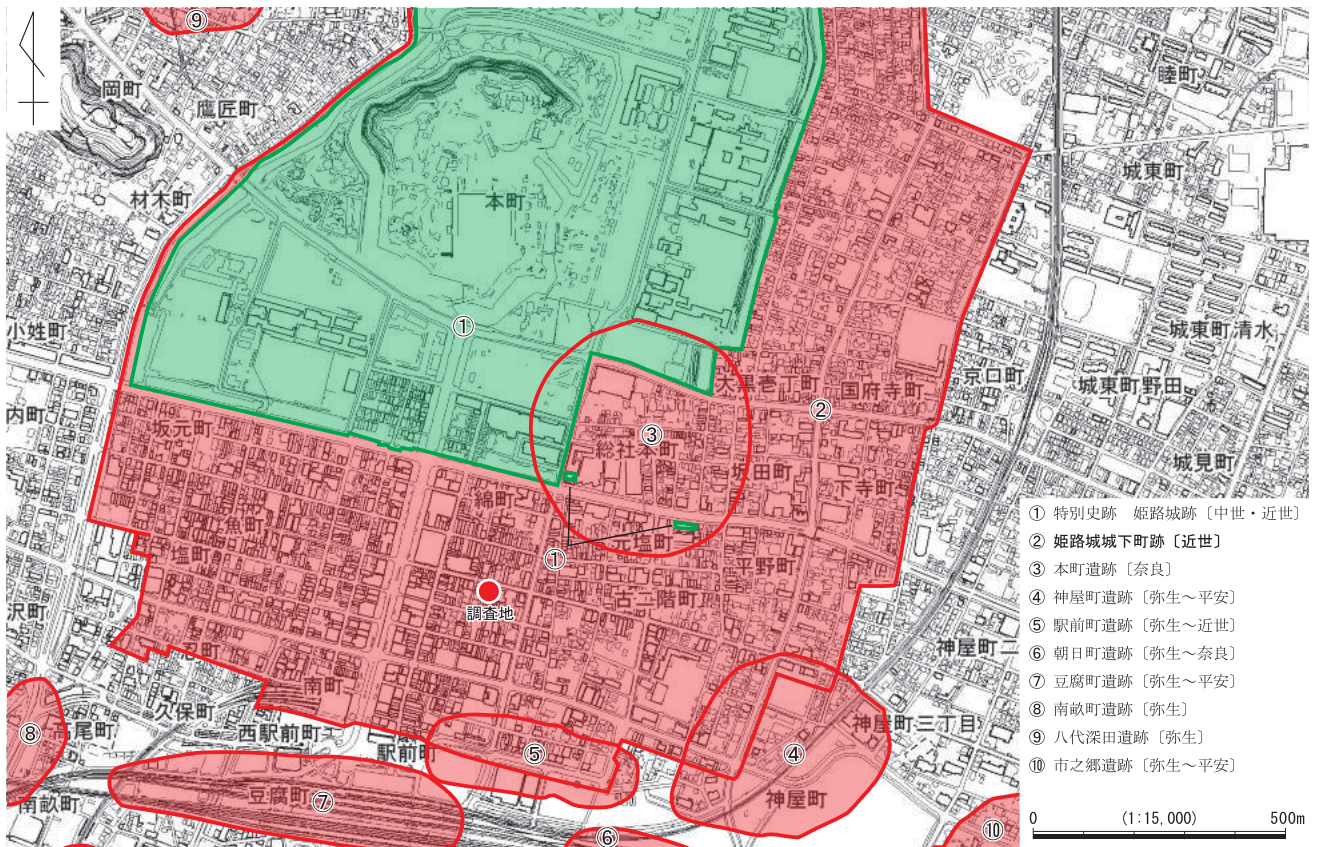 ⑨
岡町
鷹匠町
睦町
材木町
本町
城東町
小姓町
①
城東町清水
京口町
城東町野田
国府寺町
②
内町
坂元町
③
総社本町
城見町
下寺町
綿町
魚町
塩町
元塩町
①
平野町
古二階町
調査地
沢町
神屋町二
南町
久保町
西駅前町
駅前町
⑧
高尾町
⑤
④
神屋町三丁目
神屋町
豆腐町
⑦
南畝町
⑥
⑩
① 特別史跡　姫路城跡〔中世・近世〕
② 姫路城城下町跡〔近世〕
③ 本町遺跡〔奈良〕
④ 神屋町遺跡〔弥生～平安〕
⑤ 駅前町遺跡〔弥生～近世〕
⑥ 朝日町遺跡〔弥生～奈良〕
⑦ 豆腐町遺跡〔弥生～平安〕
⑧ 南畝町遺跡〔弥生〕
⑨ 八代深田遺跡〔弥生〕
⑩ 市之郷遺跡〔弥生～平安〕
0 (1:15,000) 500m